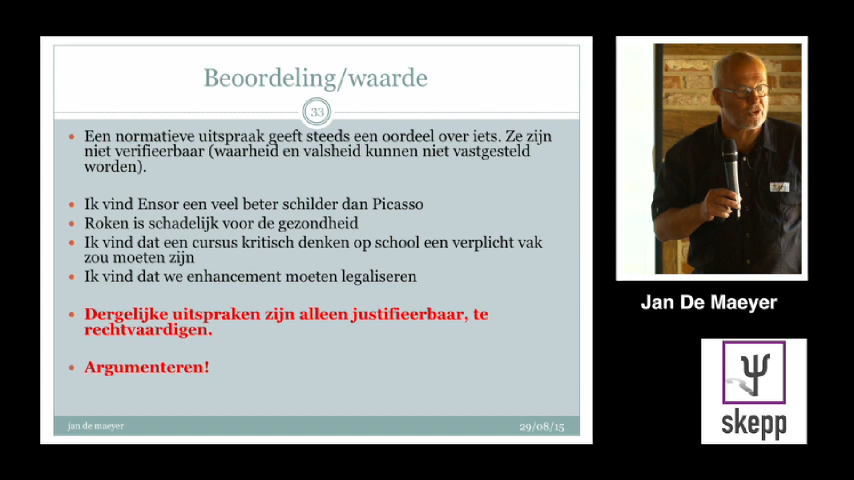 Beoordeling/waarde
33
Een normatieve uitspraak geeft steeds een oordeel over iets. Ze zijn
niet verifieerbaar (waarheid en valsheid kunnen niet vastgesteld
worden).
Ik vind Ensor een veel beter schilder dan Picasso
Roken is schadelijk voor de gezondheid
Ik vind dat een cursus kritisch denken op school een verplicht vak
zou moeten zijn
Ik vind dat we enhancement moeten legaliseren
Dergelijke uitspraken zijn alleen justifieerbaar, te
rechtvaardigen.
Argumenteren!
jan de maeyer
29/08/15
Jan De Maeyer
skepp